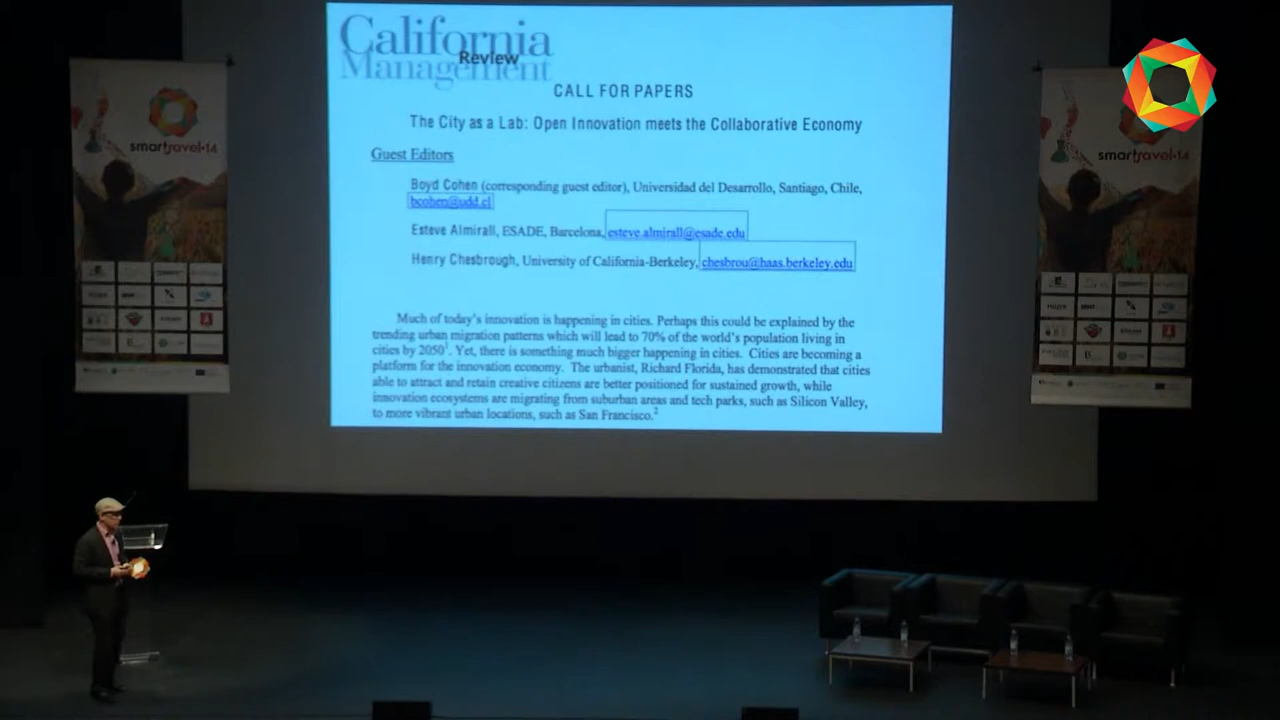 California
Review
Management
CALL FOR PAPERS
The City as a Lab: Open Innovation meets the Collaborative Economy
Guest Editors
Boyd Cohen (corresponding guest editor), Universidad del Desarrollo, Santiago, Chile,
bcohen@udd.cl
Esteve Almirall, ESADE, Barcelona, esteve.almirall@esade.edu
Henry Chesbrough, University of California-Berkeley, chesbrou@haas.berkeley.edu
Much of today's innovation is happening in cities. Perhaps this could be explained by the
trending urban migration patterns which will lead to 70% of the world's population living in
cities by 2050¹. Yet, there is something much bigger happening in cities. Cities are becoming a
platform for the innovation economy. The urbanist, Richard Florida, has demonstrated that cities
able to attract and retain creative citizens are better positioned for sustained growth, while
innovation ecosystems are migrating from suburban areas and tech parks, such as Silicon Valley,
to more vibrant urban locations, such as San Francisco.²
smartravel·14
smartravel·14